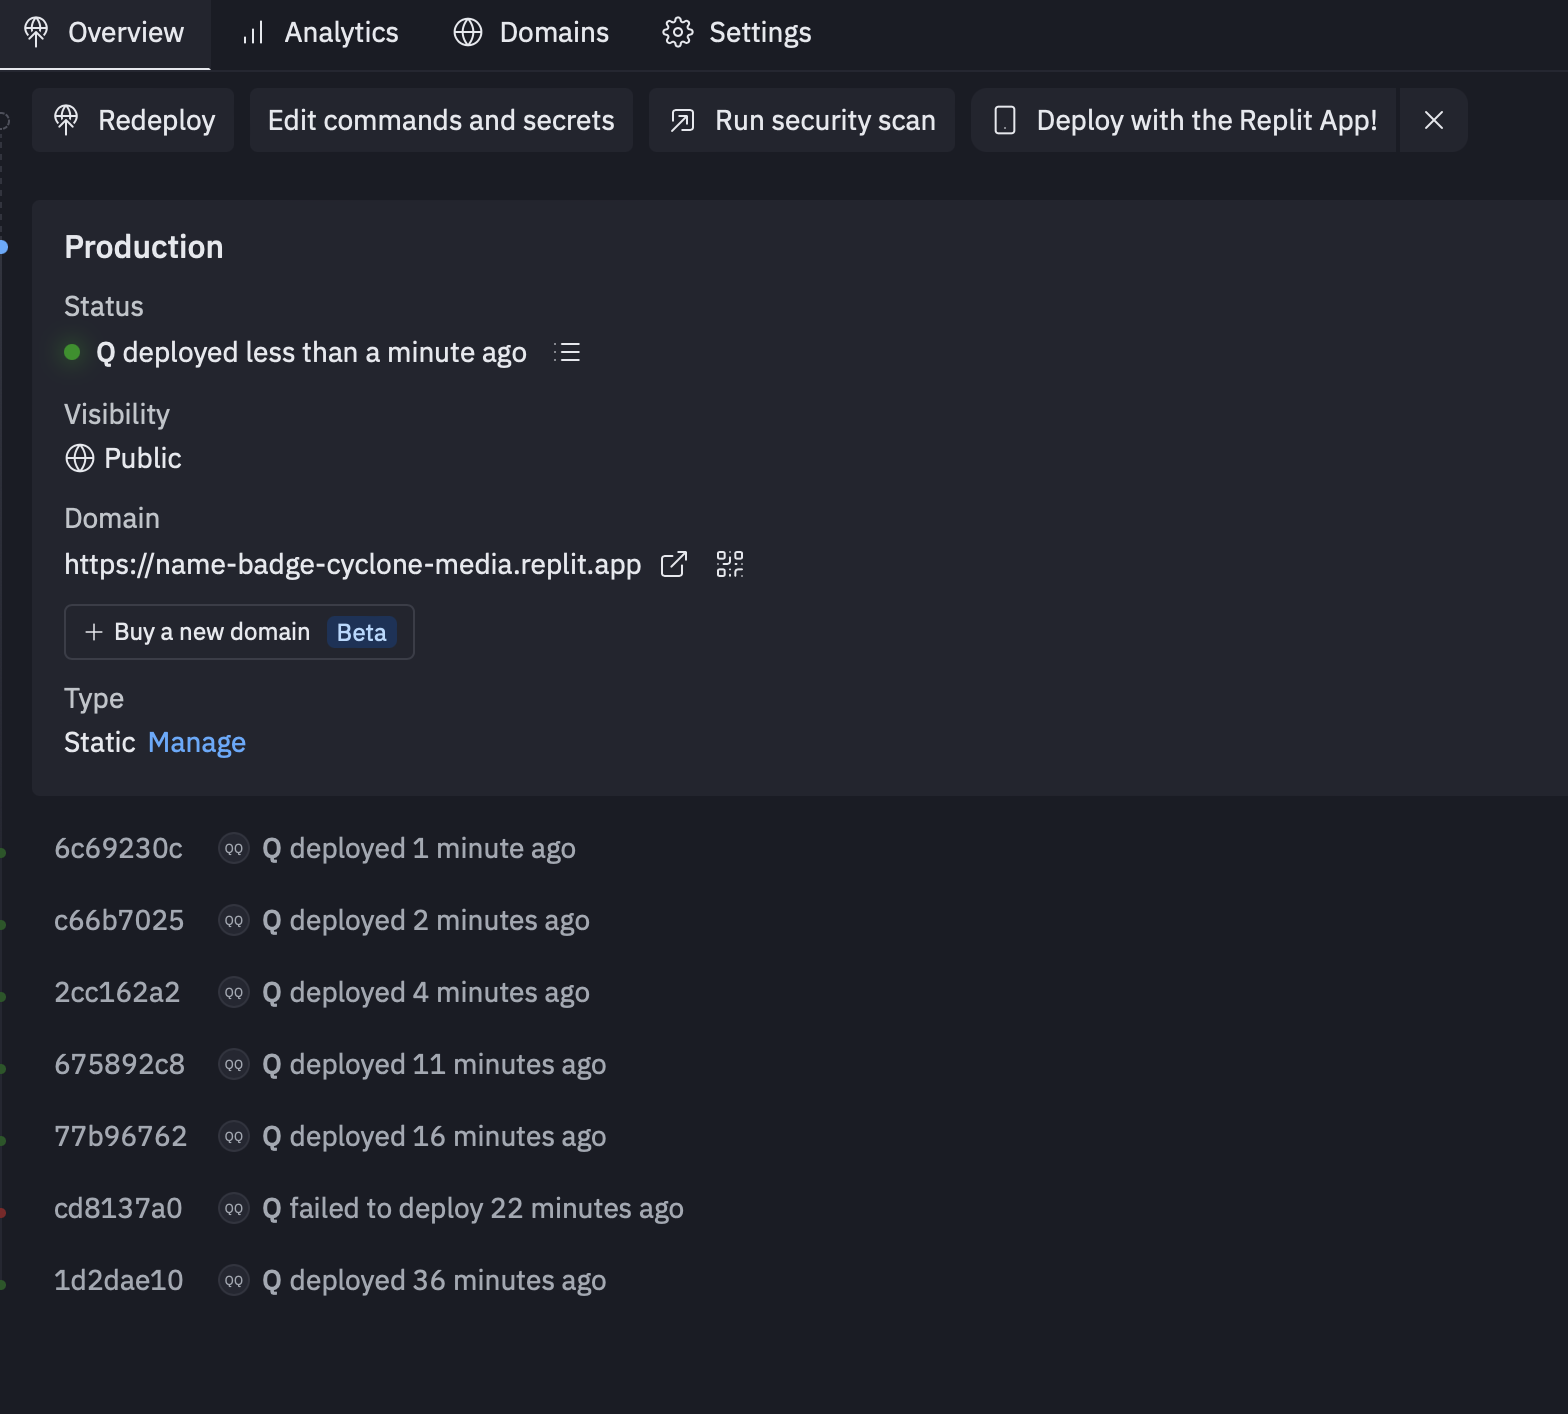 Overview Analytics Domains Settings
Redeploy Edit commands and secrets Run security scan Deploy with the Replit App!
Production
Status
Q deployed less than a minute ago
Visibility
Public
Domain
https://name-badge-cyclone-media.replit.app
+ Buy a new domain Beta
Type
Static Manage
6c69230c QQ Q deployed 1 minute ago
c66b7025 QQ Q deployed 2 minutes ago
2cc162a2 QQ Q deployed 4 minutes ago
675892c8 QQ Q deployed 11 minutes ago
77b96762 QQ Q deployed 16 minutes ago
cd8137a0 QQ Q failed to deploy 22 minutes ago
1d2dae10 QQ Q deployed 36 minutes ago